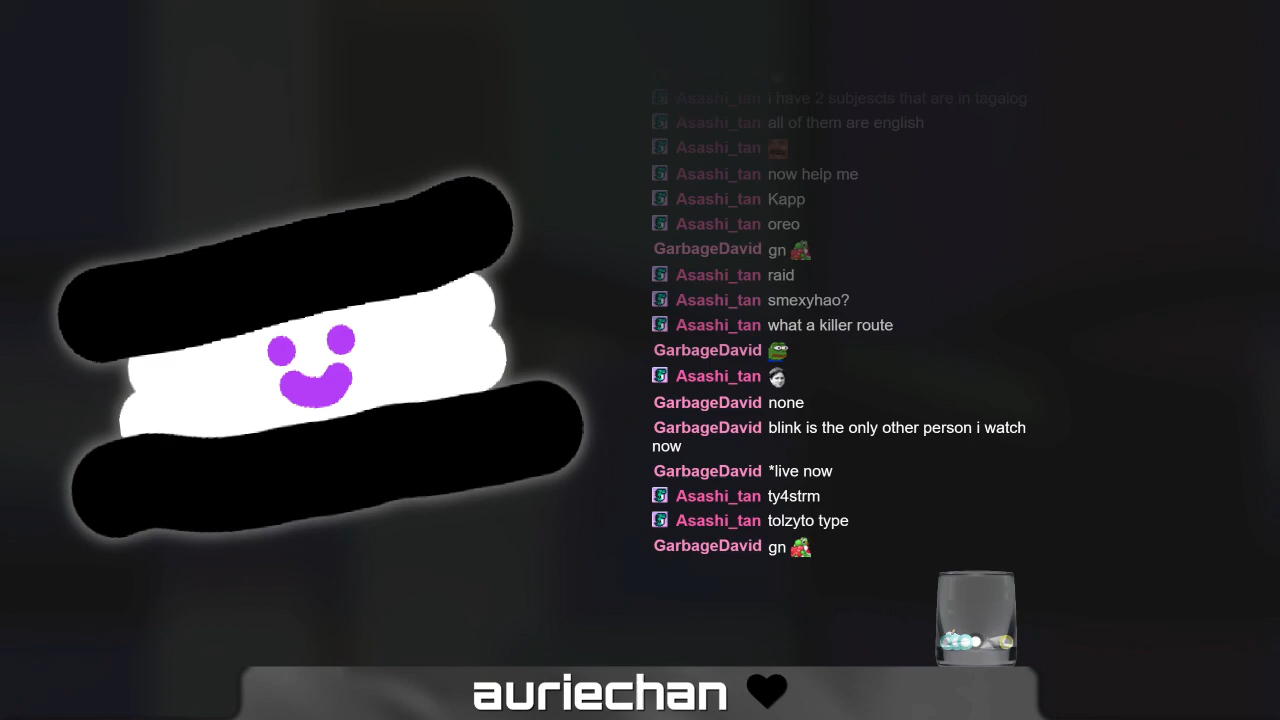 Asashi_tan i have 2 subjescts that are in tagalog
Asashi_tan all of them are english
Asashi_tan
Asashi_tan now help me
Asashi_tan Kapp
Asashi_tan oreo
GarbageDavid gn
Asashi_tan raid
Asashi_tan smexyhao?
Asashi_tan what a killer route
GarbageDavid
Asashi_tan
GarbageDavid none
GarbageDavid blink is the only other person i watch
now
GarbageDavid *live now
Asashi_tan ty4strm
Asashi_tan tolzyto type
GarbageDavid gn
auriechan